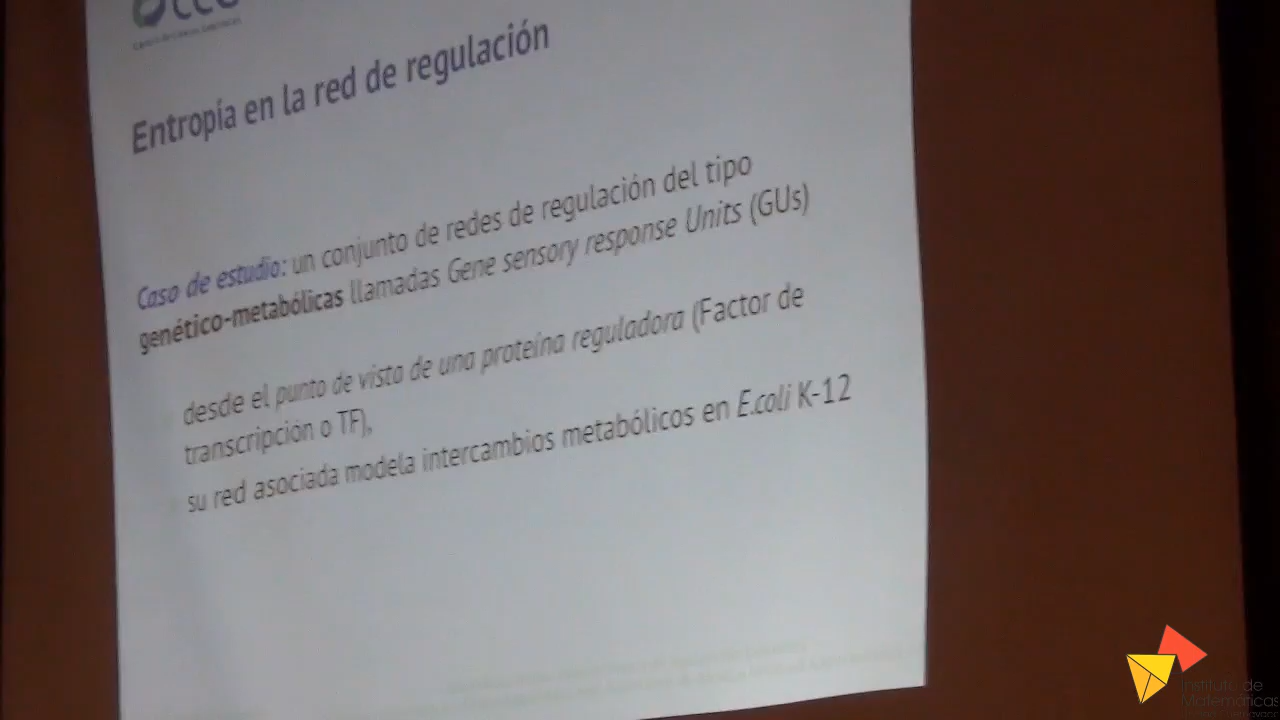 CCG
Entropía en la red de regulación
Caso de estudio: un conjunto de redes de regulación del tipo
genético-metabólicas llamadas Gene sensory response Units (GUs)
desde el punto de vista de una proteína reguladora (Factor de
transcripción o TF),
su red asociada modela intercambios metabólicos en E.coli K-12
Instituto de
Matemáticas